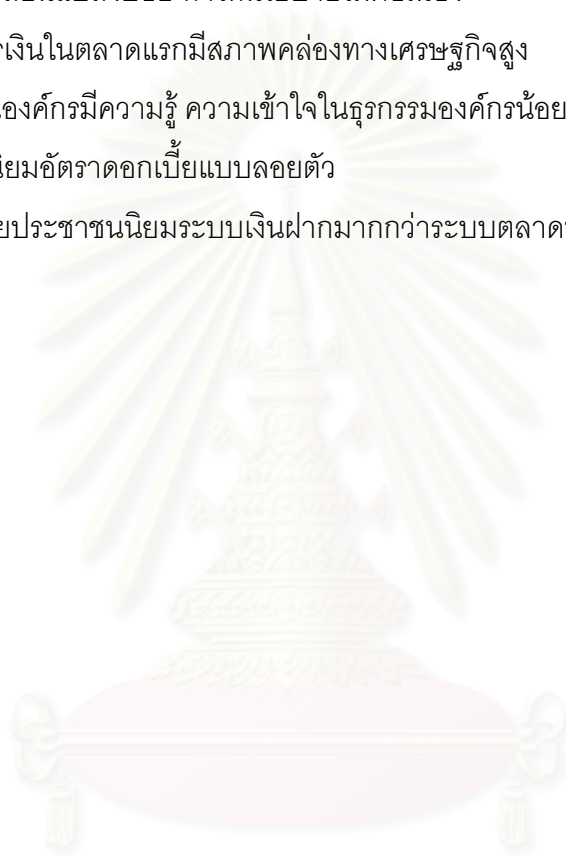 กเงินในตลาดแรกมีสภาพคล่องทางเศรษฐกิจสูง
องค์กรมีความรู้ ความเข้าใจในธุรกรรมองค์กรน้อย
นิยมอัตราดอกเบี้ยแบบลอยตัว
ยประชาชนนิยมระบบเงินฝากมากกว่าระบบตลาด